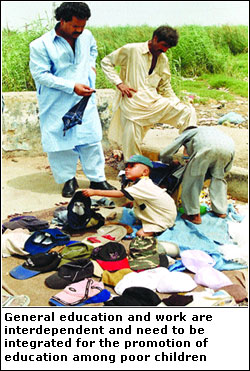 General education and work are
interdependent and need to be
integrated for the promotion of
education among poor children